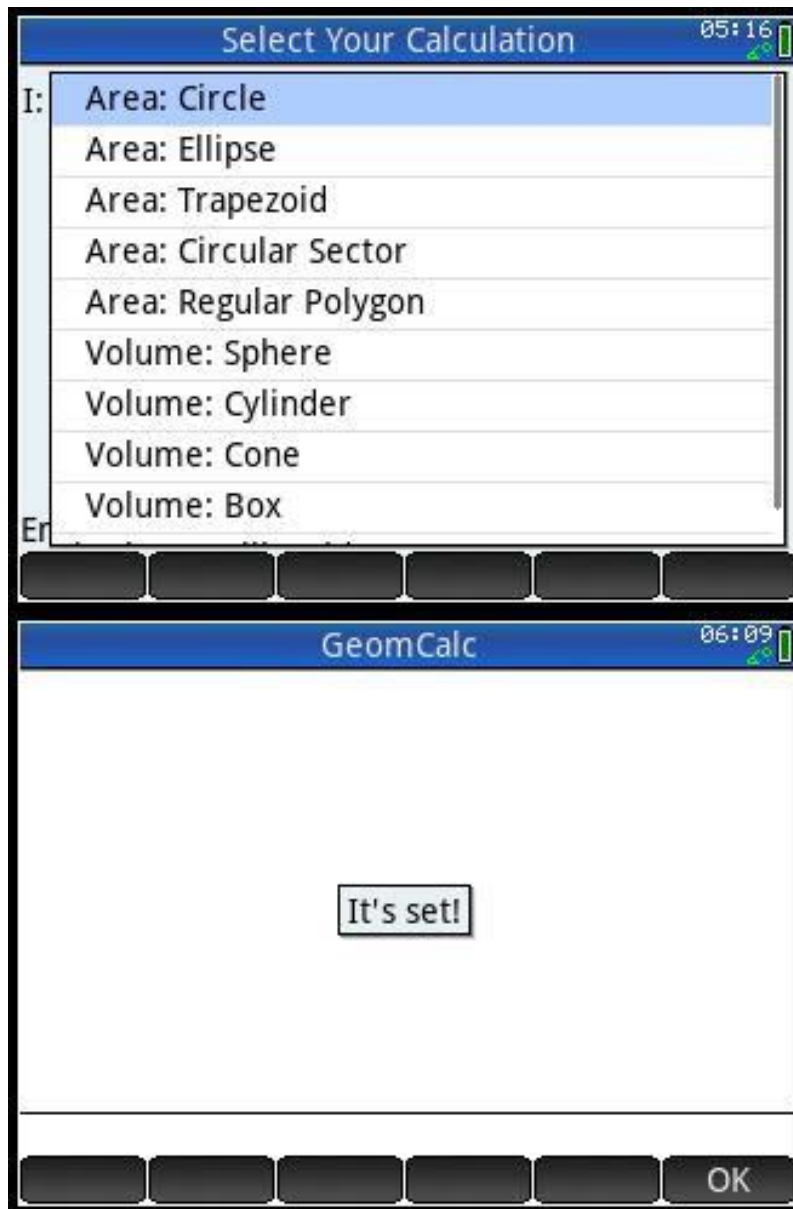 Select Your Calculation 05:16
I: Area: Circle
Area: Ellipse
Area: Trapezoid
Area: Circular Sector
Area: Regular Polygon
Volume: Sphere
Volume: Cylinder
Volume: Cone
Volume: Box
GeomCalc 06:09
It's set!
OK